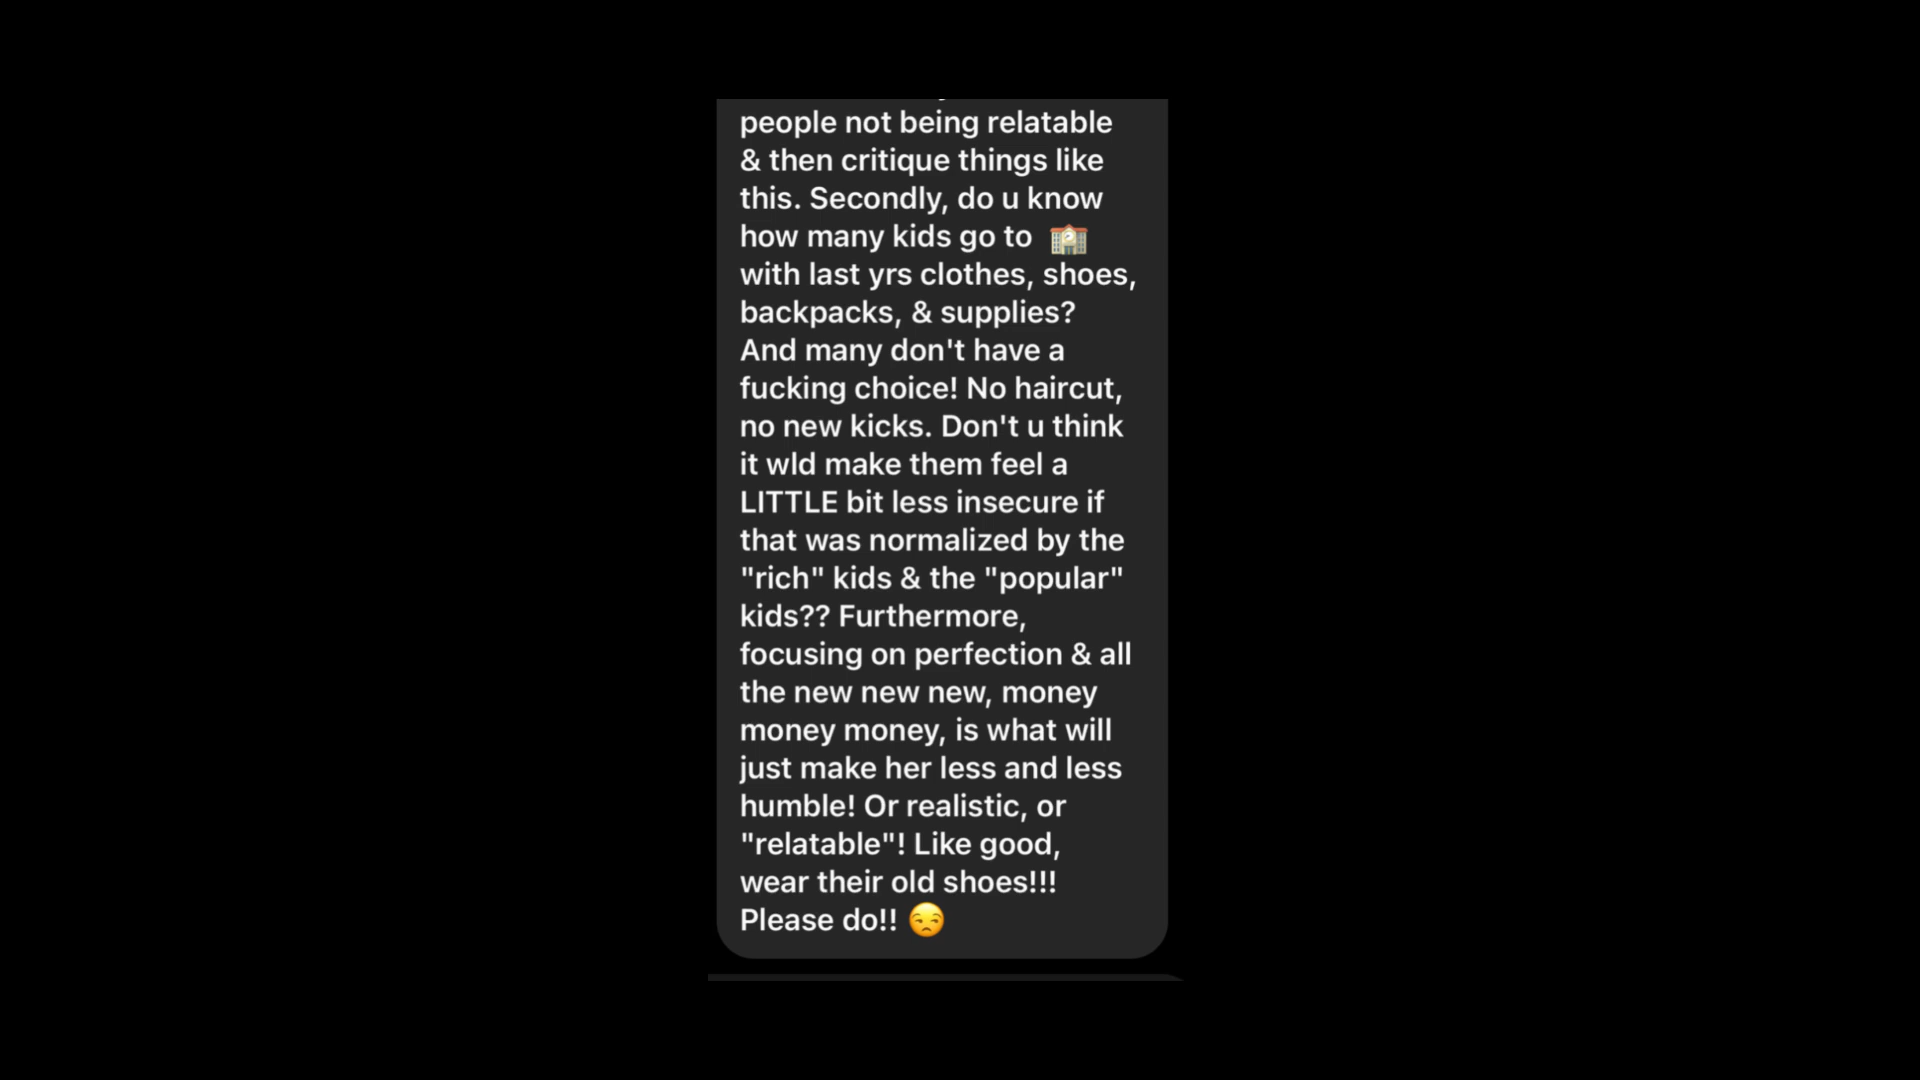 people not being relatable
& then critique things like
this. Secondly, do u know
how many kids go to 🏫
with last yrs clothes, shoes,
backpacks, & supplies?
And many don't have a
fucking choice! No haircut,
no new kicks. Don't u think
it wld make them feel a
LITTLE bit less insecure if
that was normalized by the
"rich" kids & the "popular"
kids?? Furthermore,
focusing on perfection & all
the new new new, money
money money, is what will
just make her less and less
humble! Or realistic, or
"relatable"! Like good,
wear their old shoes!!!
Please do!! 😒